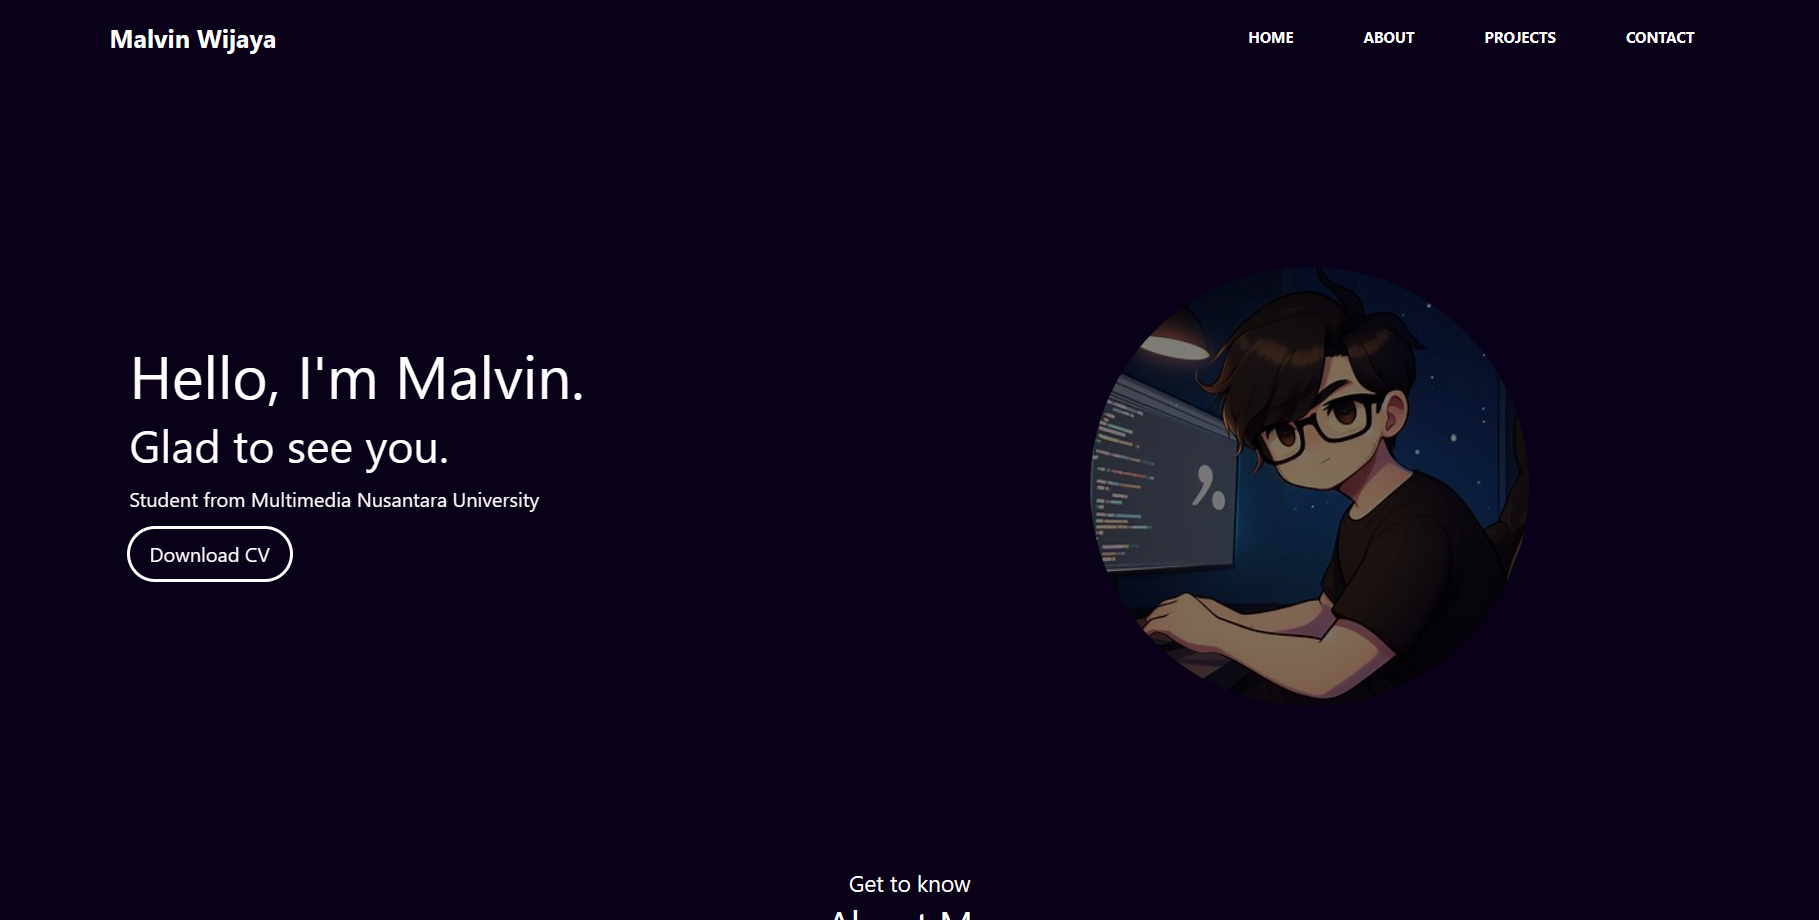 Malvin Wijaya
HOME
ABOUT
PROJECTS
CONTACT
Hello, I'm Malvin.
Glad to see you.
Student from Multimedia Nusantara University
Download CV
Get to know
About M